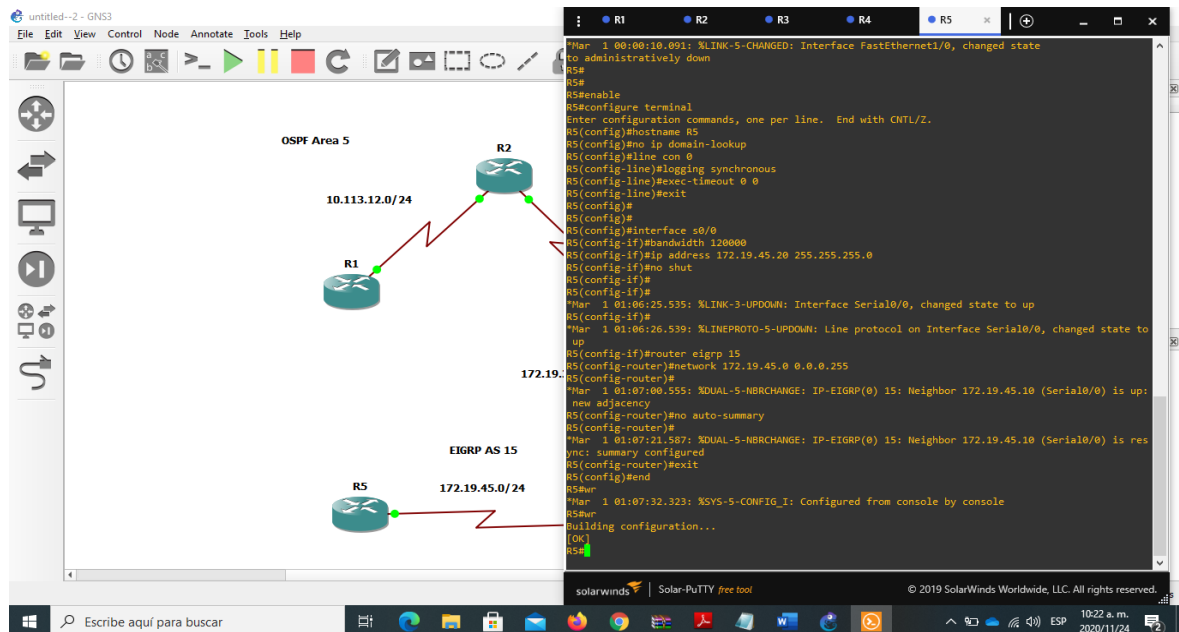 untitled--2 - GNS3
File Edit View Control Node Annotate Tools Help
OSPF Area 5
R2
10.113.12.0/24
R1
172.19.
EIGRP AS 15
R5
172.19.45.0/24
R1 R2 R3 R4 R5
*Mar  1 00:00:10.091: %LINK-5-CHANGED: Interface FastEthernet1/0, changed state
to administratively down
R5#
R5#
R5#enable
R5#configure terminal
Enter configuration commands, one per line.  End with CNTL/Z.
R5(config)#hostname R5
R5(config)#no ip domain-lookup
R5(config)#line con 0
R5(config-line)#logging synchronous
R5(config-line)#exec-timeout 0 0
R5(config-line)#exit
R5(config)#
R5(config)#
R5(config)#interface s0/0
R5(config-if)#bandwidth 120000
R5(config-if)#ip address 172.19.45.20 255.255.255.0
R5(config-if)#no shut
R5(config-if)#
R5(config-if)#
*Mar  1 01:06:25.535: %LINK-3-UPDOWN: Interface Serial0/0, changed state to up
R5(config-if)#
*Mar  1 01:06:26.539: %LINEPROTO-5-UPDOWN: Line protocol on Interface Serial0/0, changed state to
up
R5(config-if)#router eigrp 15
R5(config-router)#network 172.19.45.0 0.0.0.255
R5(config-router)#
*Mar  1 01:07:00.555: %DUAL-5-NBRCHANGE: IP-EIGRP(0) 15: Neighbor 172.19.45.10 (Serial0/0) is up:
new adjacency
R5(config-router)#no auto-summary
R5(config-router)#
*Mar  1 01:07:21.587: %DUAL-5-NBRCHANGE: IP-EIGRP(0) 15: Neighbor 172.19.45.10 (Serial0/0) is res
ync: summary configured
R5(config-router)#exit
R5(config)#end
R5#wr
*Mar  1 01:07:32.323: %SYS-5-CONFIG_I: Configured from console by console
R5#wr
Building configuration...
[OK]
R5#
solarwinds Solar-PuTTY free tool © 2019 SolarWinds Worldwide, LLC. All rights reserved.
Escribe aquí para buscar
ESP
10:22 a. m.
2020/11/24
2